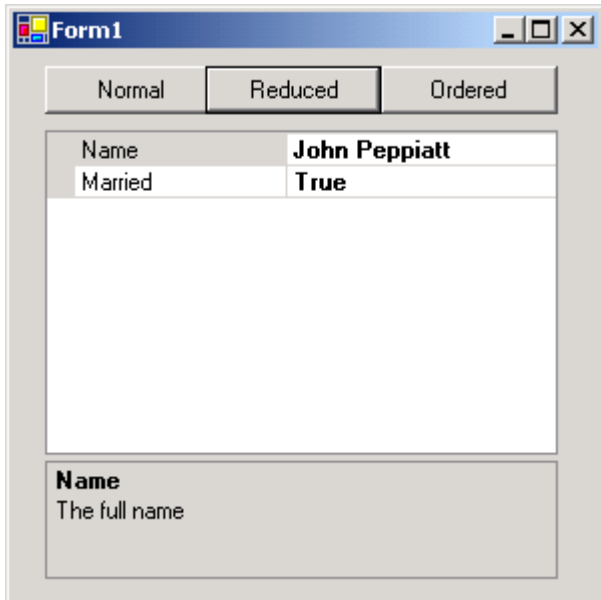 Form1
Normal Reduced Ordered
Name John Peppiatt
Married True
Name
The full name